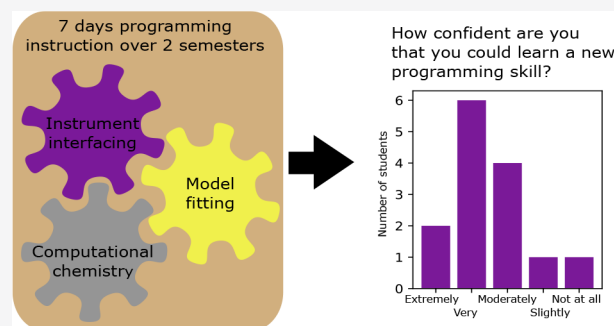 7 days programming
instruction over 2 semesters
Instrument
interfacing
Model
fitting
Computational
chemistry
How confident are you
that you could learn a new
programming skill?
Number of students
6
5
4
3
2
1
0
Extremely
Very
Moderately
Slightly
Not at all